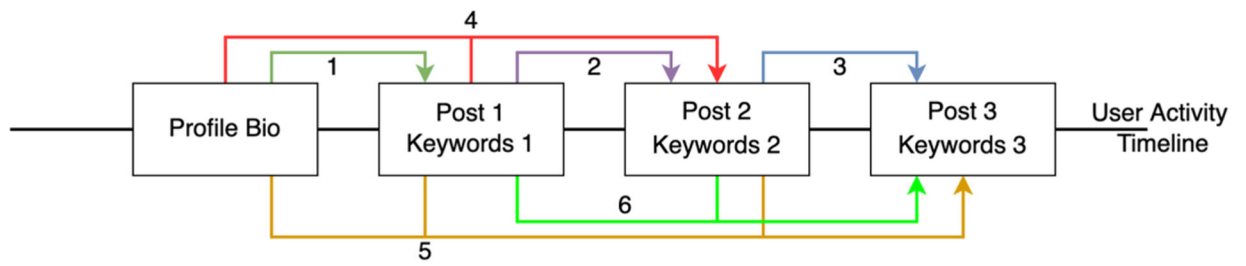 4
1
2
3
Profile Bio
Post 1
Keywords 1
Post 2
Keywords 2
Post 3
Keywords 3
User Activity
Timeline
6
5